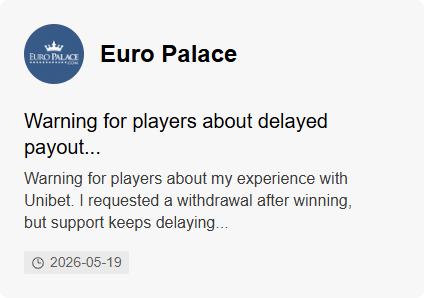 EURO PALACE
.COM
Euro Palace
Warning for players about delayed
payout...
Warning for players about my experience with
Unibet. I requested a withdrawal after winning,
but support keeps delaying...
2026-05-19